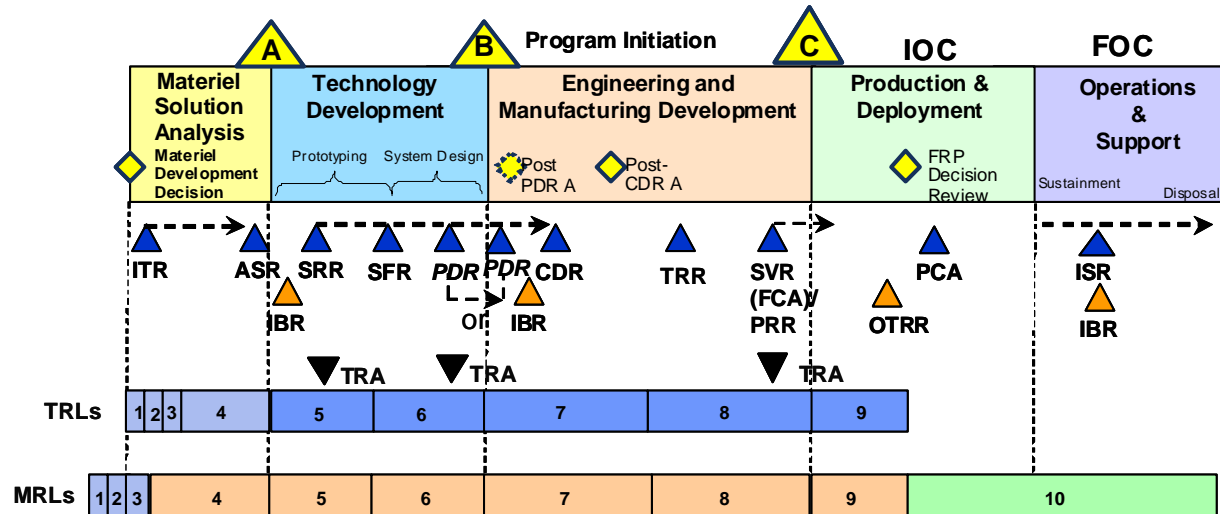 A
B
Program Initiation
C
IOC
FOC
Materiel
Solution
Analysis
Materiel
Development
Decision
Technology
Development
Prototyping
System Design
Engineering and
Manufacturing Development
Post
PDR A
Post-
CDR A
Production &
Deployment
FRP
Decision
Review
Operations
&
Support
Sustainment
Disposal
ITR
ASR
SRR
SFR
PDR
PDR
CDR
TRR
SVR
(FCA)/
PRR
PCA
ISR
IBR
or
IBR
OTRR
IBR
TRA
TRA
TRA
TRLs
1 2 3 4 5 6 7 8 9
MRLs
1 2 3 4 5 6 7 8 9 10